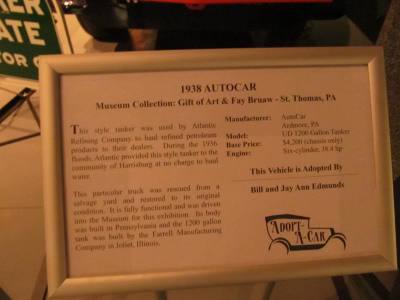 ATE
TOR CO
1938 AUTOCAR
Museum Collection: Gift of Art & Fay Bruaw - St. Thomas, PA
This style tanker was used by Atlantic
Refining Company to haul refined petroleum
products to their dealers. During the 1936
floods, Atlantic provided this style tanker to the
community of Harrisburg at no charge to haul
water.
This particular truck was rescued from a
salvage yard and restored to its original
condition. It is fully functional and was driven
into the Museum for this exhibition. Its body
was built in Pennsylvania and the 1200 gallon
tank was built by the Farrell Manufacturing
Company in Joliet, Illinois.
Manufacturer: AutoCar
Ardmore, PA
Model: UD 1200 Gallon Tanker
Base Price: $4,200 (chassis only)
Engine: Six-cylinder, 38.4 hp
This Vehicle is Adopted By
Bill and Jay Ann Edmunds
ADOPT
-A-CAR